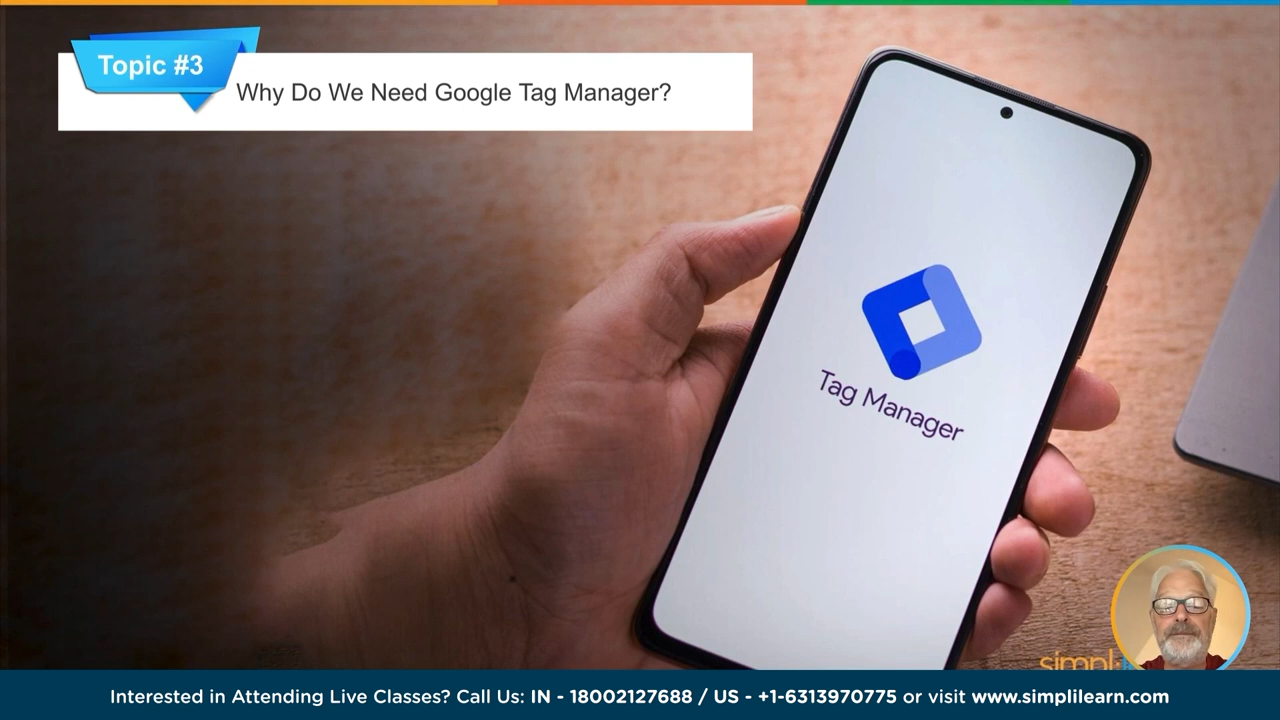 Topic #3
Why Do We Need Google Tag Manager?
Tag Manager
Interested in Attending Live Classes? Call Us: IN - 18002127688 / US - +1-6313970775 or visit www.simplilearn.com